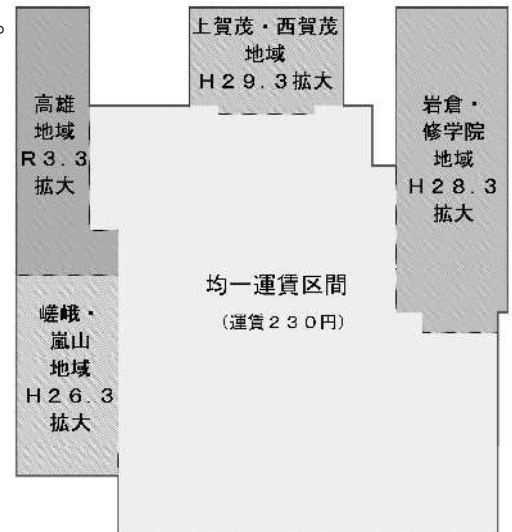 。
上賀茂・西賀茂
地域
H29.3拡大
高雄
地域
R3.3
拡大
岩倉・
修学院
地域
H28.3
拡大
均一運賃区間
(運賃230円)
嵯峨・
嵐山
地域
H26.3
拡大